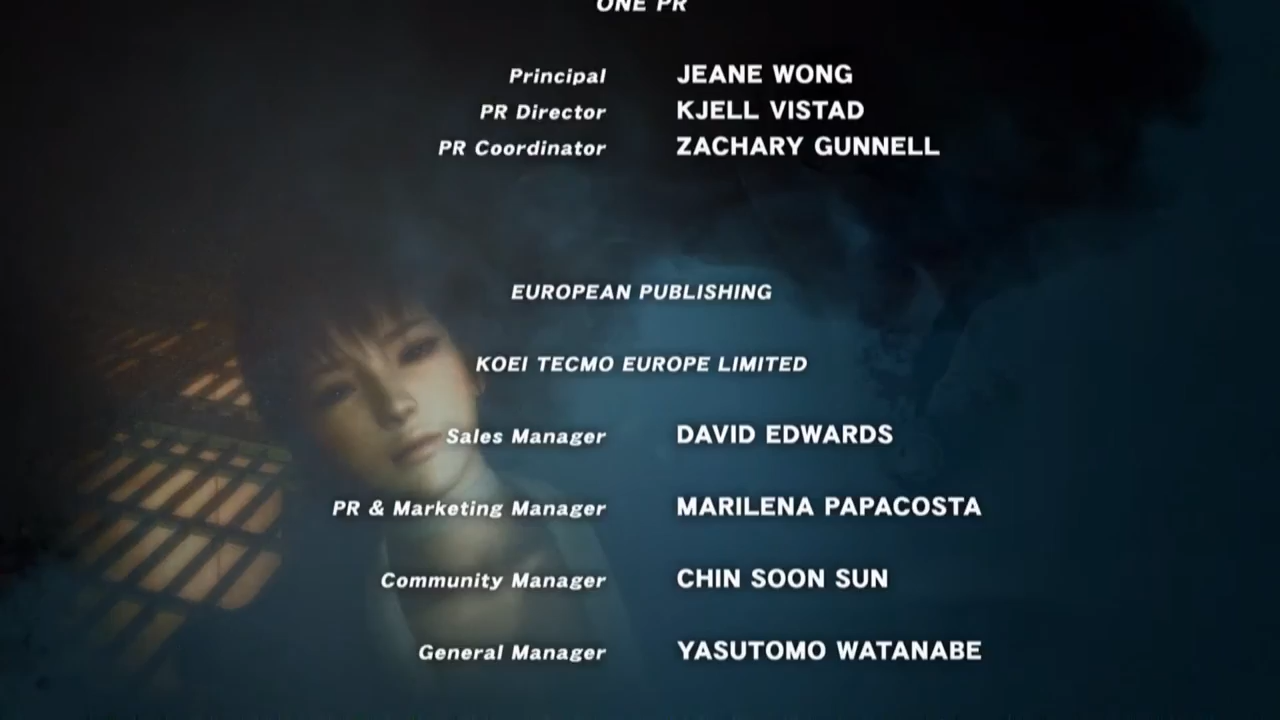 ONE PR
Principal JEANE WONG
PR Director KJELL VISTAD
PR Coordinator ZACHARY GUNNELL
EUROPEAN PUBLISHING
KOEI TECMO EUROPE LIMITED
Sales Manager DAVID EDWARDS
PR & Marketing Manager MARILENA PAPACOSTA
Community Manager CHIN SOON SUN
General Manager YASUTOMO WATANABE